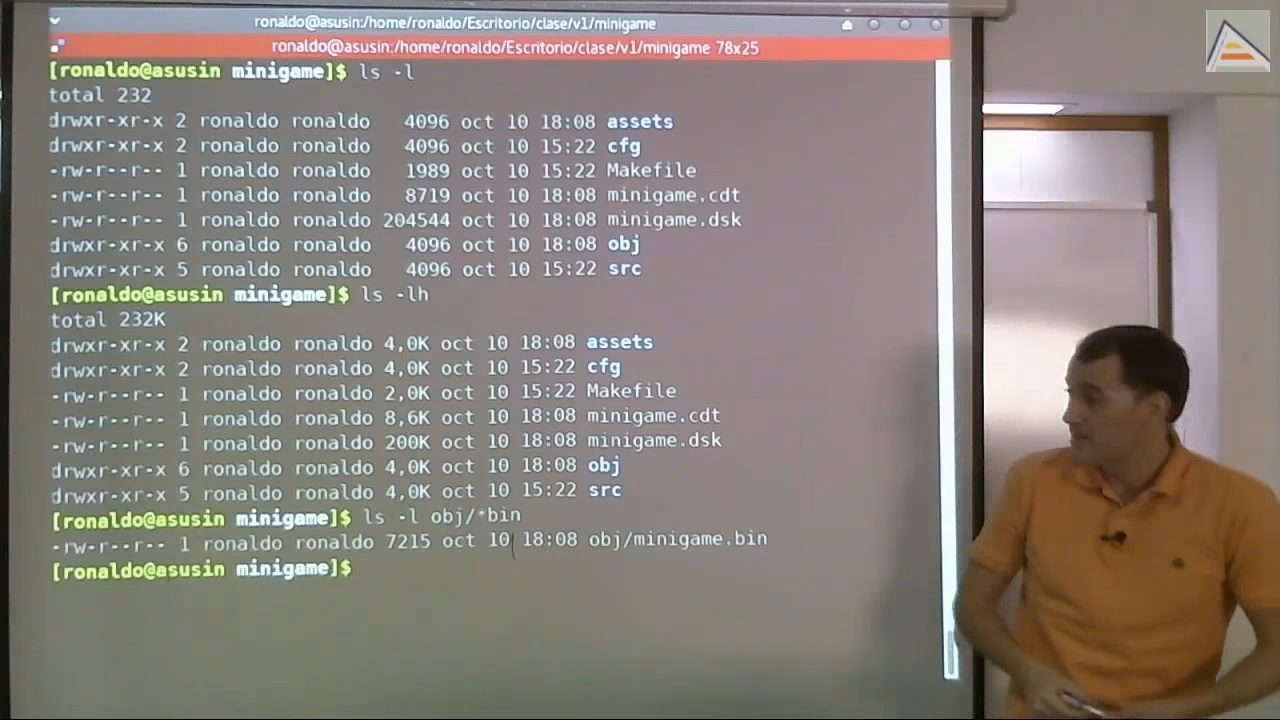 ronaldo@asusin:/home/ronaldo/Escritorio/clase/v1/minigame
ronaldo@asusin:/home/ronaldo/Escritorio/clase/v1/minigame 78x25
[ronaldo@asusin minigame]$ ls -l
total 232
drwxr-xr-x 2 ronaldo ronaldo   4096 oct 10 18:08 assets
drwxr-xr-x 2 ronaldo ronaldo   4096 oct 10 15:22 cfg
-rw-r--r-- 1 ronaldo ronaldo   1989 oct 10 15:22 Makefile
-rw-r--r-- 1 ronaldo ronaldo   8719 oct 10 18:08 minigame.cdt
-rw-r--r-- 1 ronaldo ronaldo 204544 oct 10 18:08 minigame.dsk
drwxr-xr-x 6 ronaldo ronaldo   4096 oct 10 18:08 obj
drwxr-xr-x 5 ronaldo ronaldo   4096 oct 10 15:22 src
[ronaldo@asusin minigame]$ ls -lh
total 232K
drwxr-xr-x 2 ronaldo ronaldo 4,0K oct 10 18:08 assets
drwxr-xr-x 2 ronaldo ronaldo 4,0K oct 10 15:22 cfg
-rw-r--r-- 1 ronaldo ronaldo 2,0K oct 10 15:22 Makefile
-rw-r--r-- 1 ronaldo ronaldo 8,6K oct 10 18:08 minigame.cdt
-rw-r--r-- 1 ronaldo ronaldo 200K oct 10 18:08 minigame.dsk
drwxr-xr-x 6 ronaldo ronaldo 4,0K oct 10 18:08 obj
drwxr-xr-x 5 ronaldo ronaldo 4,0K oct 10 15:22 src
[ronaldo@asusin minigame]$ ls -l obj/*bin
-rw-r--r-- 1 ronaldo ronaldo 7215 oct 10 18:08 obj/minigame.bin
[ronaldo@asusin minigame]$